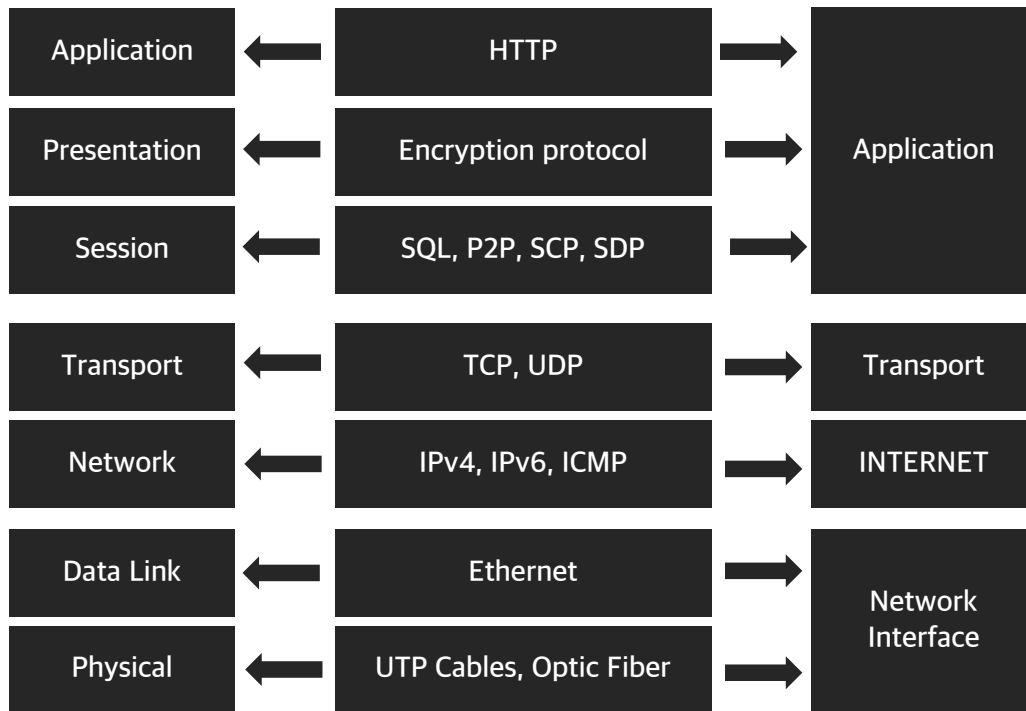 Application
HTTP
Presentation
Encryption protocol
Application
Session
SQL, P2P, SCP, SDP
Transport
TCP, UDP
Transport
Network
IPv4, IPv6, ICMP
INTERNET
Data Link
Ethernet
Network
Interface
Physical
UTP Cables, Optic Fiber